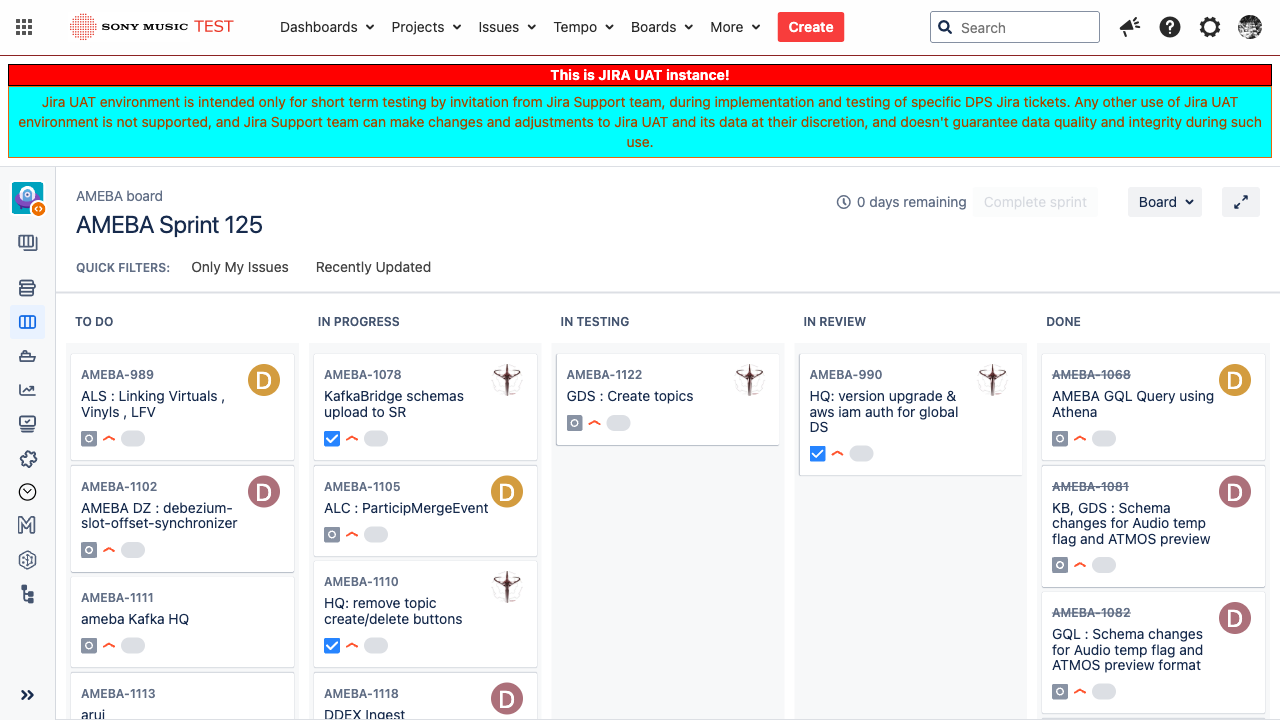 SONY MUSIC TEST
Dashboards
Projects
Issues
Tempo
Boards
More
Create
Search
This is JIRA UAT instance!
Jira UAT environment is intended only for short term testing by invitation from Jira Support team, during implementation and testing of specific DPS Jira tickets. Any other use of Jira UAT
environment is not supported, and Jira Support team can make changes and adjustments to Jira UAT and its data at their discretion, and doesn't guarantee data quality and integrity during such
use.
AMEBA board
AMEBA Sprint 125
0 days remaining
Complete sprint
Board
QUICK FILTERS:
Only My Issues
Recently Updated
TO DO
IN PROGRESS
IN TESTING
IN REVIEW
DONE
AMEBA-989
D
ALS : Linking Virtuals ,
Vinyls , LFV
AMEBA-1102
D
AMEBA DZ : debezium-
slot-offset-synchronizer
AMEBA-1111
ameba Kafka HQ
AMEBA-1113
arui
AMEBA-1078
KafkaBridge schemas
upload to SR
AMEBA-1105
D
ALC : ParticipMergeEvent
AMEBA-1110
HQ: remove topic
create/delete buttons
AMEBA-1118
D
DDEX Ingest
AMEBA-1122
GDS : Create topics
AMEBA-990
HQ: version upgrade &
aws iam auth for global
DS
AMEBA-1068
D
AMEBA GQL Query using
Athena
AMEBA-1081
D
KB, GDS : Schema
changes for Audio temp
flag and ATMOS preview
AMEBA-1082
D
GQL : Schema changes
for Audio temp flag and
ATMOS preview format